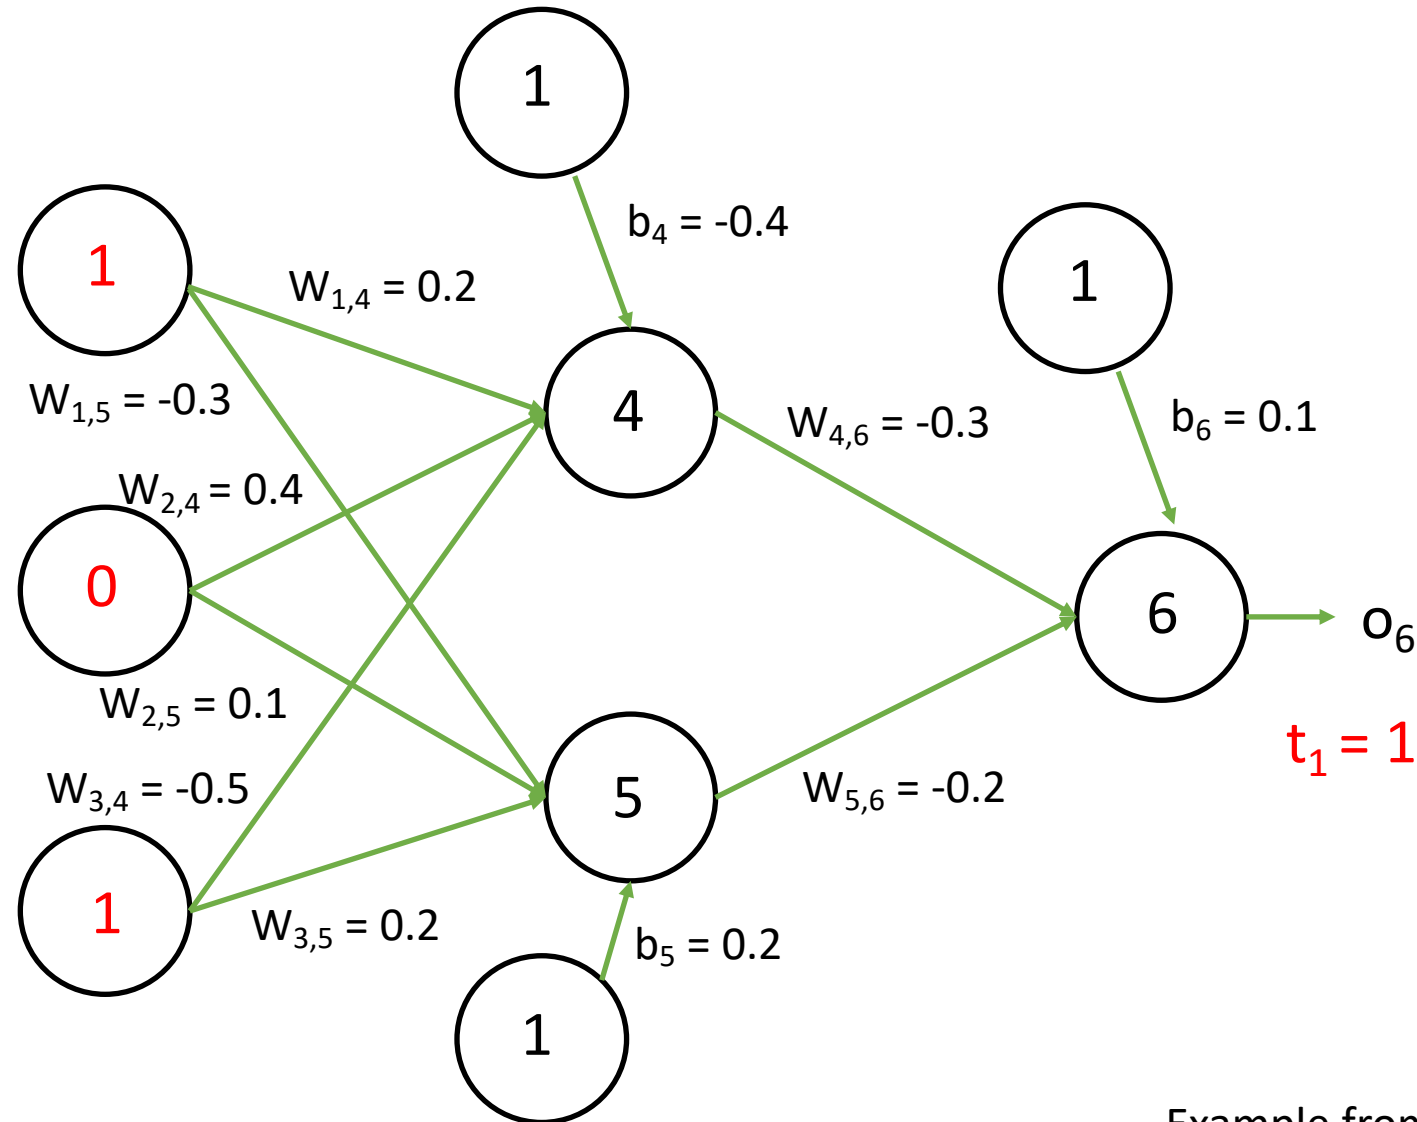 1
b₄ = -0.4
1
W₁,₄ = 0.2
1
W₁,₅ = -0.3
4
W₄,₆ = -0.3
b₆ = 0.1
W₂,₄ = 0.4
0
6
o₆
W₂,₅ = 0.1
t₁ = 1
W₃,₄ = -0.5
5
W₅,₆ = -0.2
1
W₃,₅ = 0.2
b₅ = 0.2
1
Example from